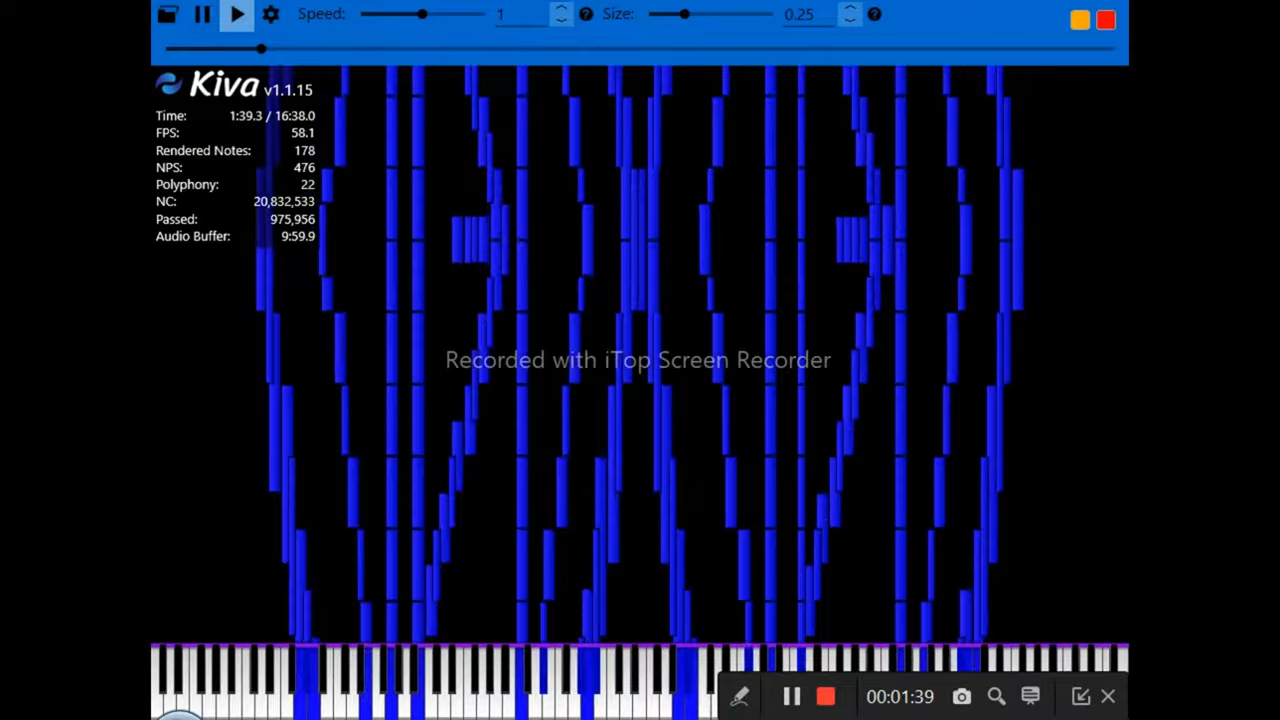 Speed: 1 Size: 0.25
Kiva v1.1.15
Time: 1:39.3 / 16:38.0
FPS: 58.1
Rendered Notes: 178
NPS: 476
Polyphony: 22
NC: 20,832,533
Passed: 975,956
Audio Buffer: 9:59.9
Recorded with iTop Screen Recorder
00:01:39